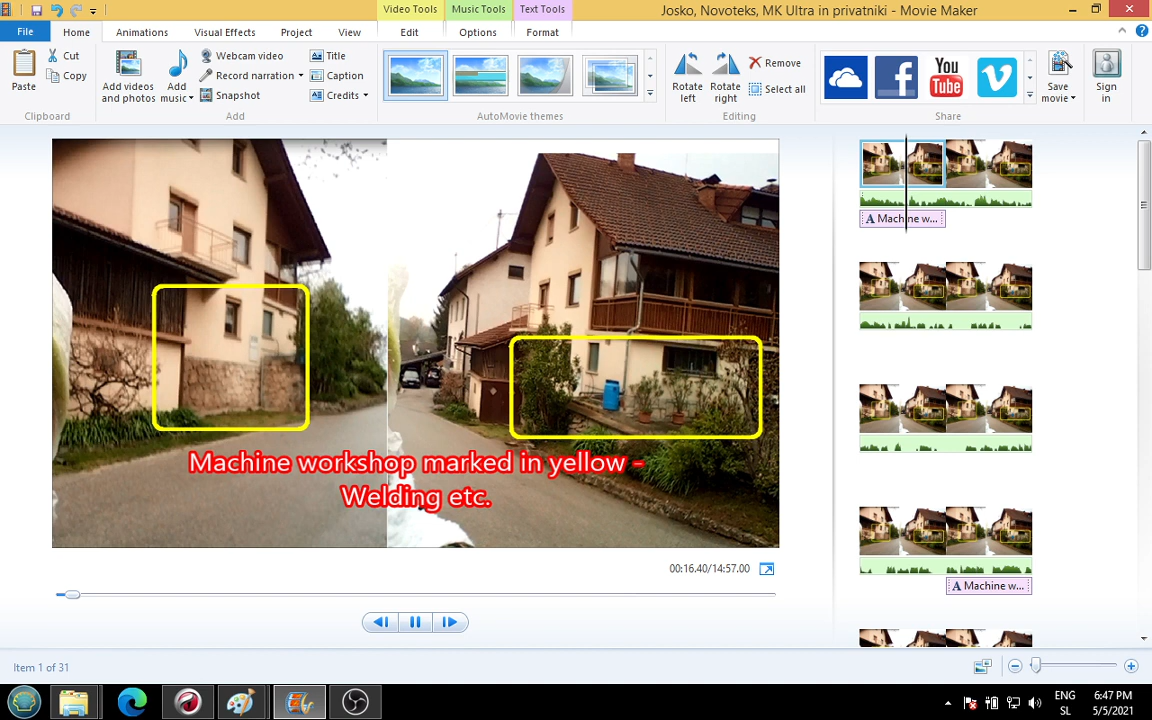 Video Tools
Music Tools
Text Tools
Josko, Novoteks, MK Ultra in privatniki - Movie Maker
File
Home
Animations
Visual Effects
Project
View
Edit
Options
Format
Paste
Cut
Copy
Clipboard
Add videos and photos
Add music
Webcam video
Record narration
Snapshot
Title
Caption
Credits
Add
AutoMovie themes
Rotate left
Rotate right
Remove
Select all
Editing
You Tube
Share
Save movie
Sign in
Machine workshop marked in yellow -
Welding etc.
00:16.40/14:57.00
A Machine w...
A Machine w...
Item 1 of 31
ENG
SL
6:47 PM
5/5/2021